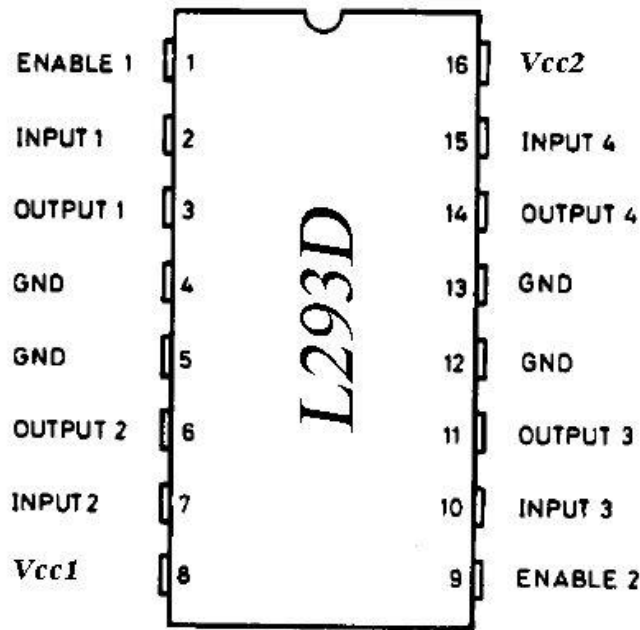 ENABLE 1 1 16 Vcc2
INPUT 1 2 15 INPUT 4
OUTPUT 1 3 14 OUTPUT 4
GND 4 13 GND
GND 5 12 GND
OUTPUT 2 6 11 OUTPUT 3
INPUT 2 7 10 INPUT 3
Vcc1 8 9 ENABLE 2
L293D